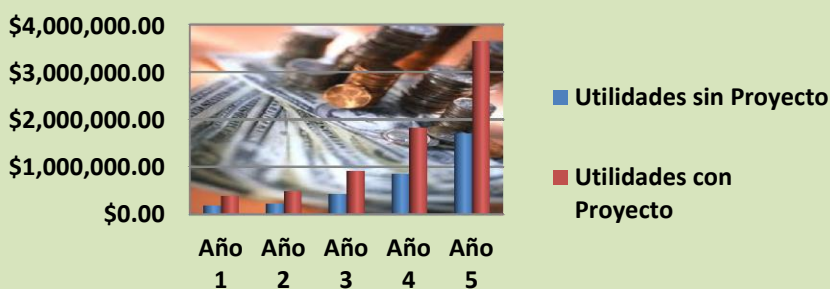 $4,000,000.00
$3,000,000.00
$2,000,000.00
$1,000,000.00
$0.00
Año 1
Año 2
Año 3
Año 4
Año 5
Utilidades sin Proyecto
Utilidades con
Proyecto